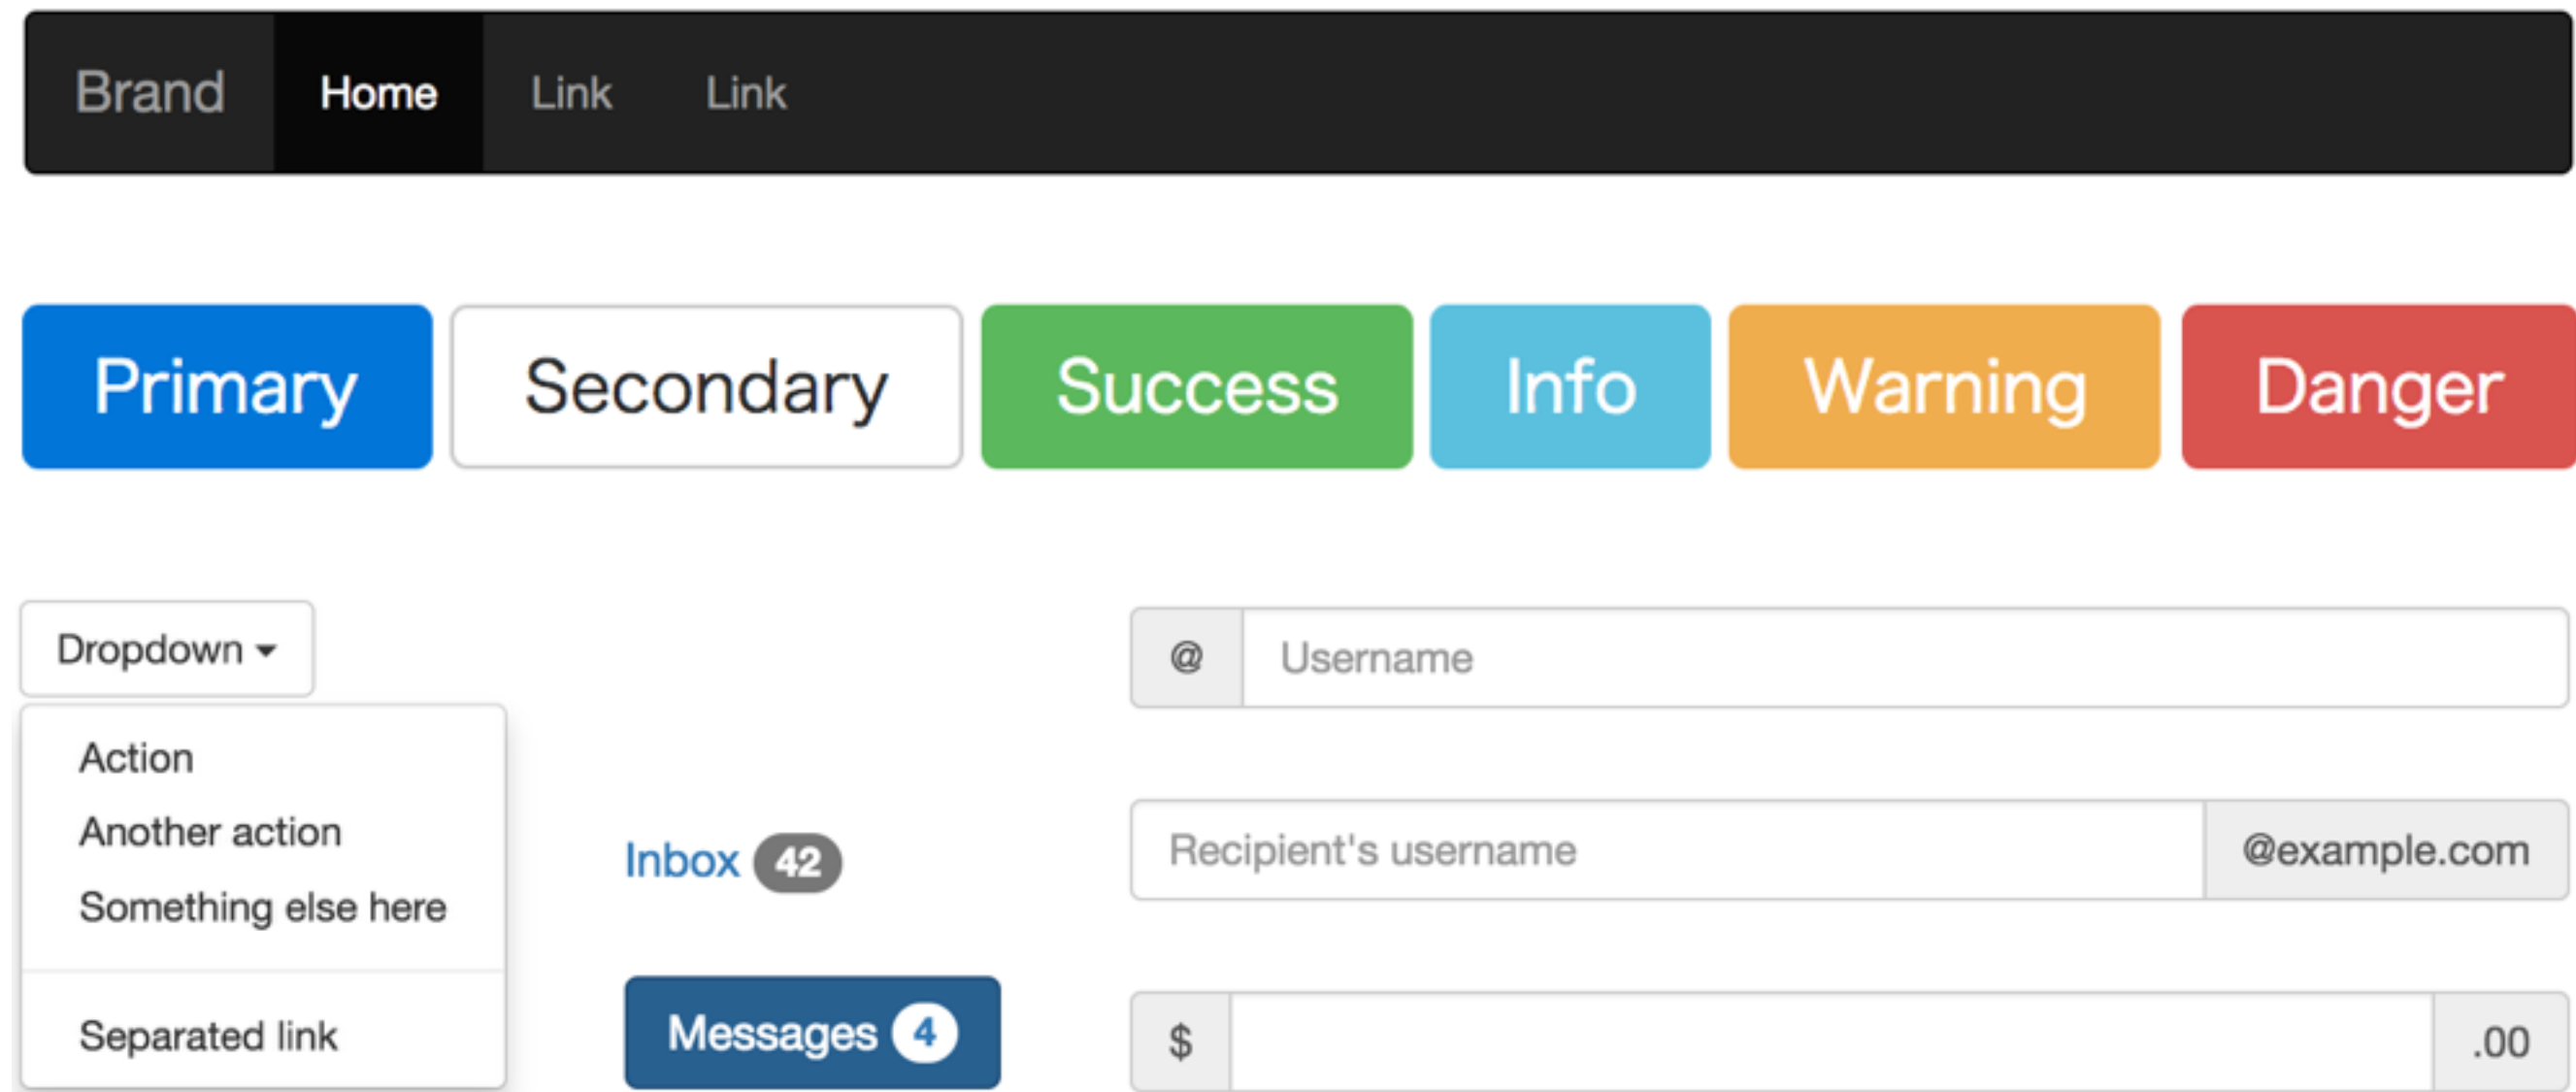 Brand Home Link Link
Primary Secondary Success Info Warning Danger
Dropdown
Action
Another action
Something else here
Separated link
Inbox 42
Messages 4
@ Username
Recipient's username @example.com
$ .00